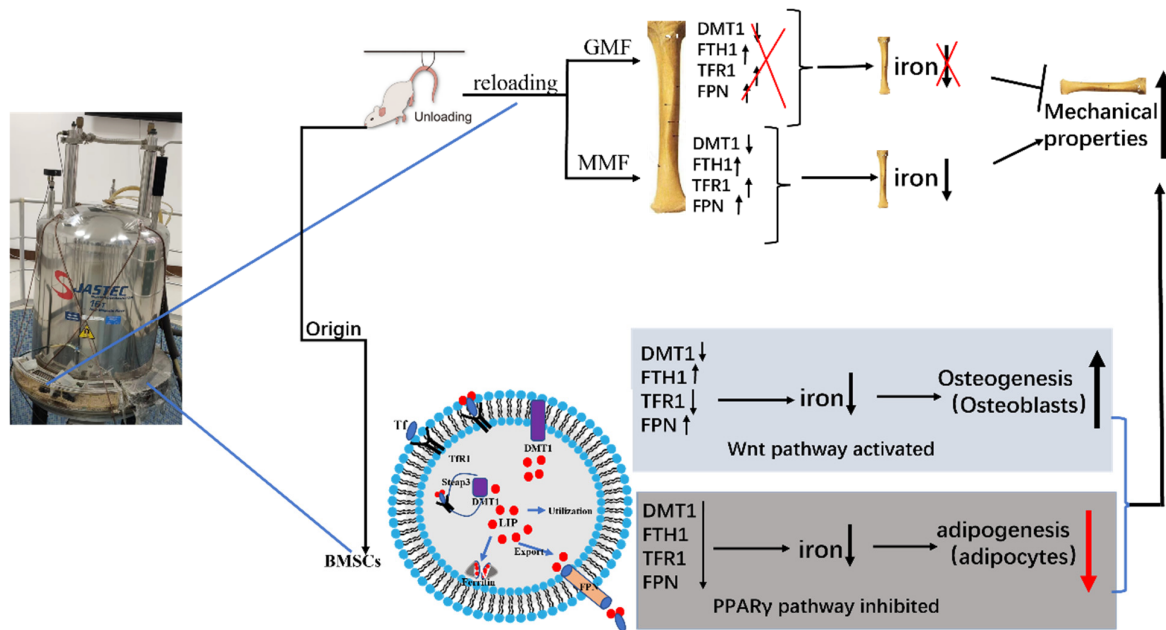 GMF
DMT1
FTH1
TFR1
FPN
iron
reloading
Unloading
MMF
DMT1
FTH1
TFR1
FPN
iron
Mechanical
properties
JASTEC
16T
Origin
BMSCs
Tf
TfR1
DMT1
Steap3
DMT1
LIP
Utilization
Export
Ferritin
FPN
DMT1
FTH1
TFR1
FPN
iron
Osteogenesis
(Osteoblasts)
Wnt pathway activated
DMT1
FTH1
TFR1
FPN
iron
adipogenesis
(adipocytes)
PPARγ pathway inhibited